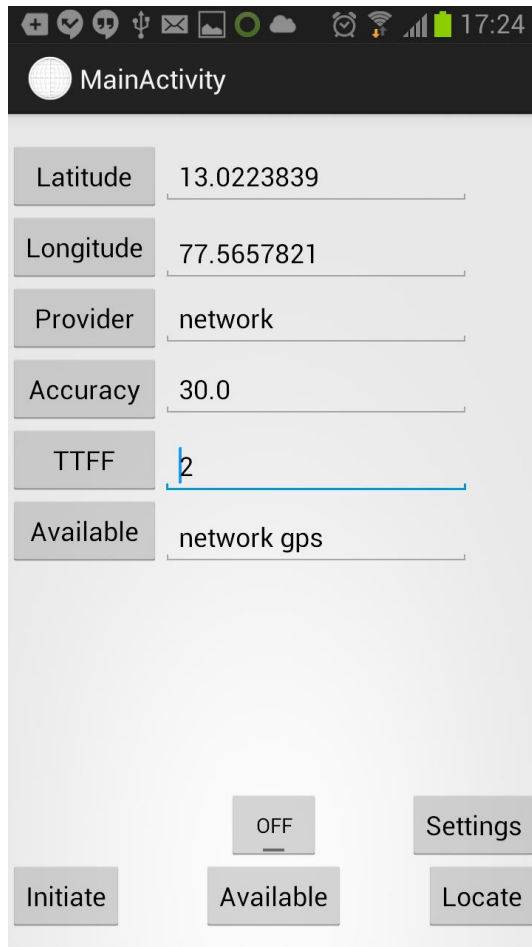 17:24
MainActivity
Latitude 13.0223839
Longitude 77.5657821
Provider network
Accuracy 30.0
TTFF 2
Available network gps
OFF Settings
Initiate Available Locate